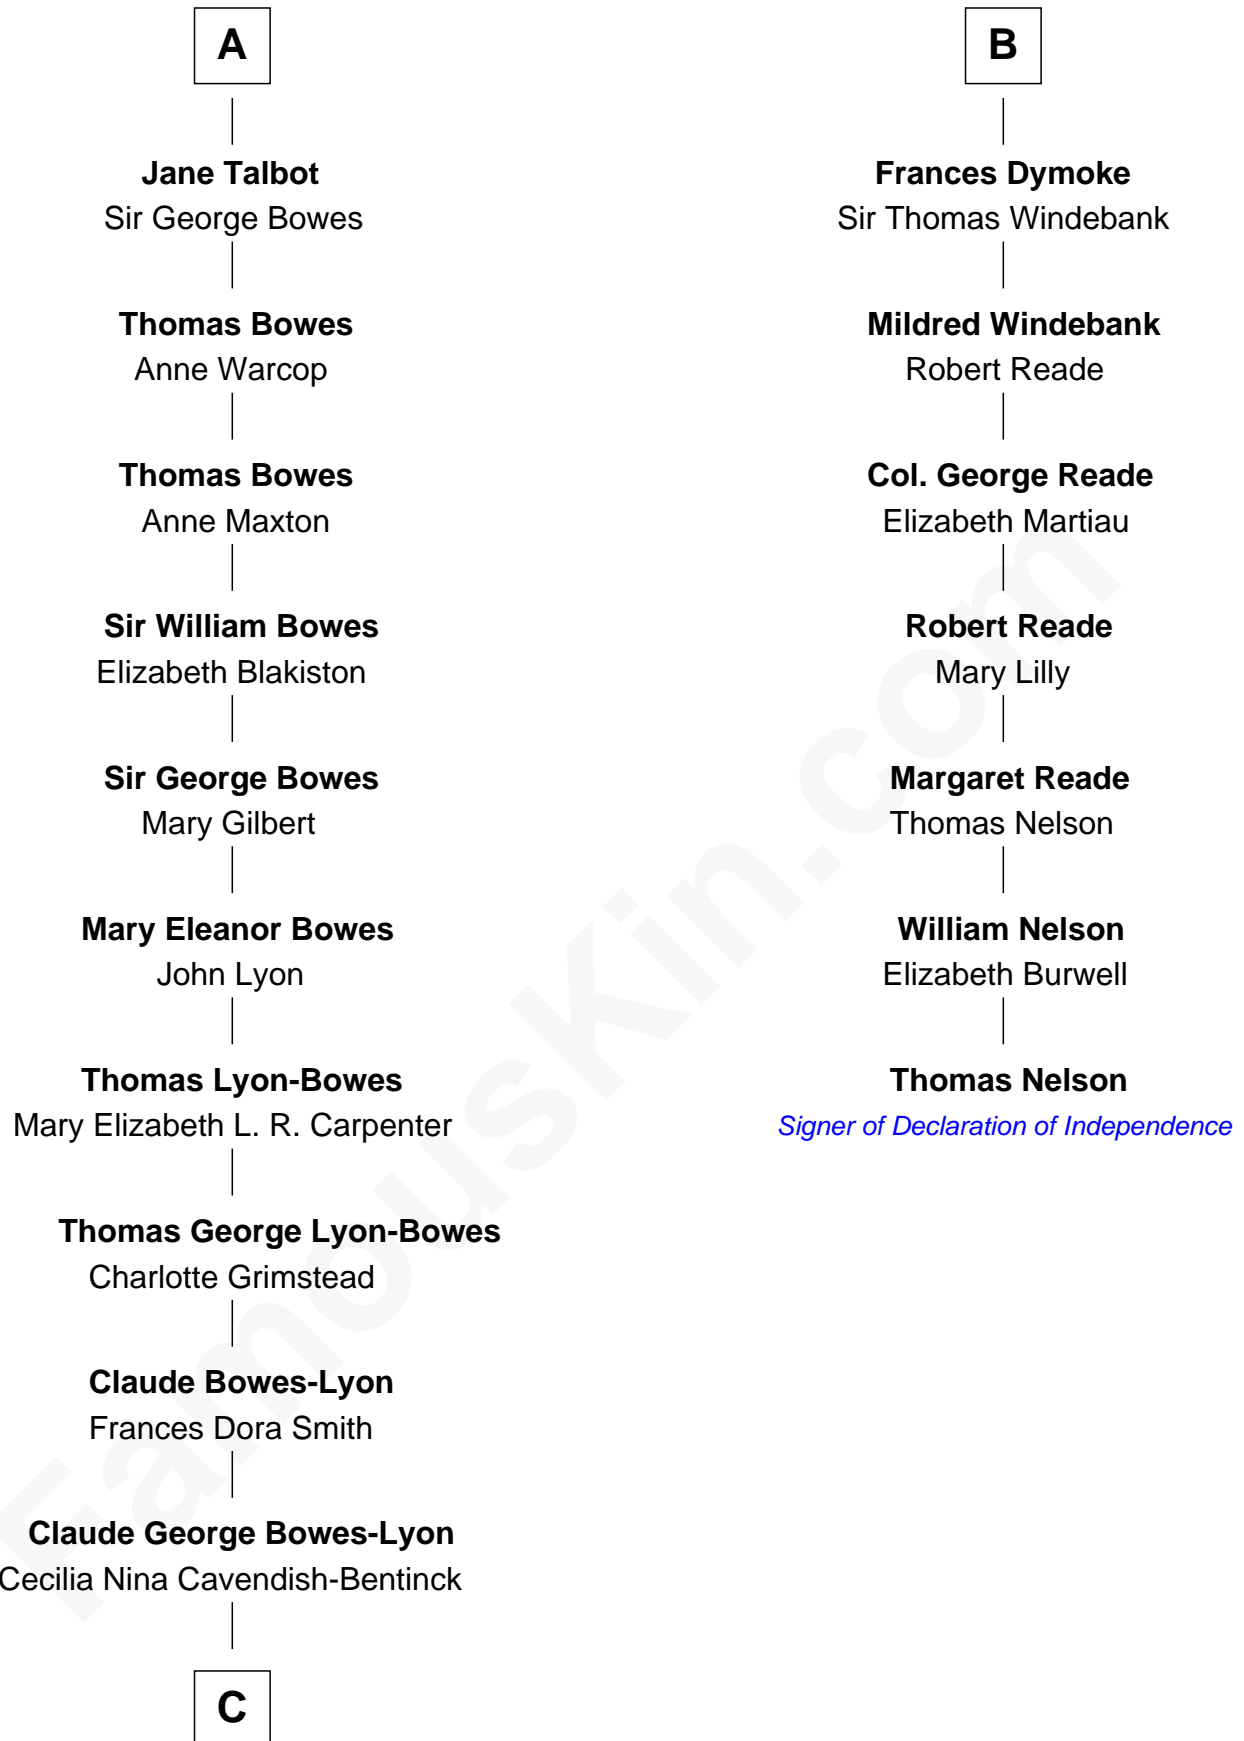 A
Jane Talbot
Sir George Bowes
Thomas Bowes
Anne Warcop
Thomas Bowes
Anne Maxton
Sir William Bowes
Elizabeth Blakiston
Sir George Bowes
Mary Gilbert
Mary Eleanor Bowes
John Lyon
Thomas Lyon-Bowes
Mary Elizabeth L. R. Carpenter
Thomas George Lyon-Bowes
Charlotte Grimstead
Claude Bowes-Lyon
Frances Dora Smith
Claude George Bowes-Lyon
Cecilia Nina Cavendish-Bentinck
C
B
Frances Dymoke
Sir Thomas Windebank
Mildred Windebank
Robert Reade
Col. George Reade
Elizabeth Martiau
Robert Reade
Mary Lilly
Margaret Reade
Thomas Nelson
William Nelson
Elizabeth Burwell
Thomas Nelson
Signer of Declaration of Independence
FamousKin.com